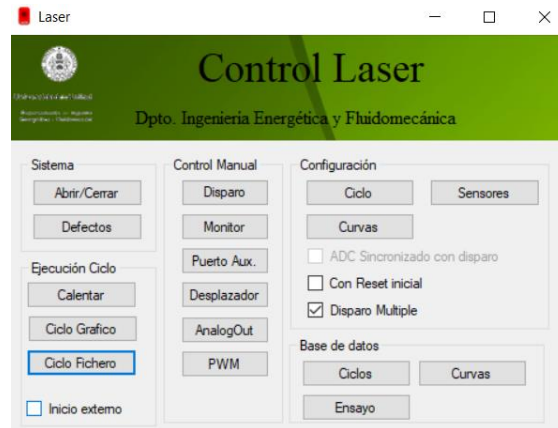 Laser
Control Laser
Dpto. Ingeniería Energética y Fluidomecánica
Sistema
Abrir/Cerrar
Defectos
Ejecución Ciclo
Calentar
Ciclo Grafico
Ciclo Fichero
Inicio externo
Control Manual
Disparo
Monitor
Puerto Aux.
Desplazador
AnalogOut
PWM
Configuración
Ciclo
Sensores
Curvas
ADC Sincronizado con disparo
Con Reset inicial
Disparo Multiple
Base de datos
Ciclos
Curvas
Ensayo